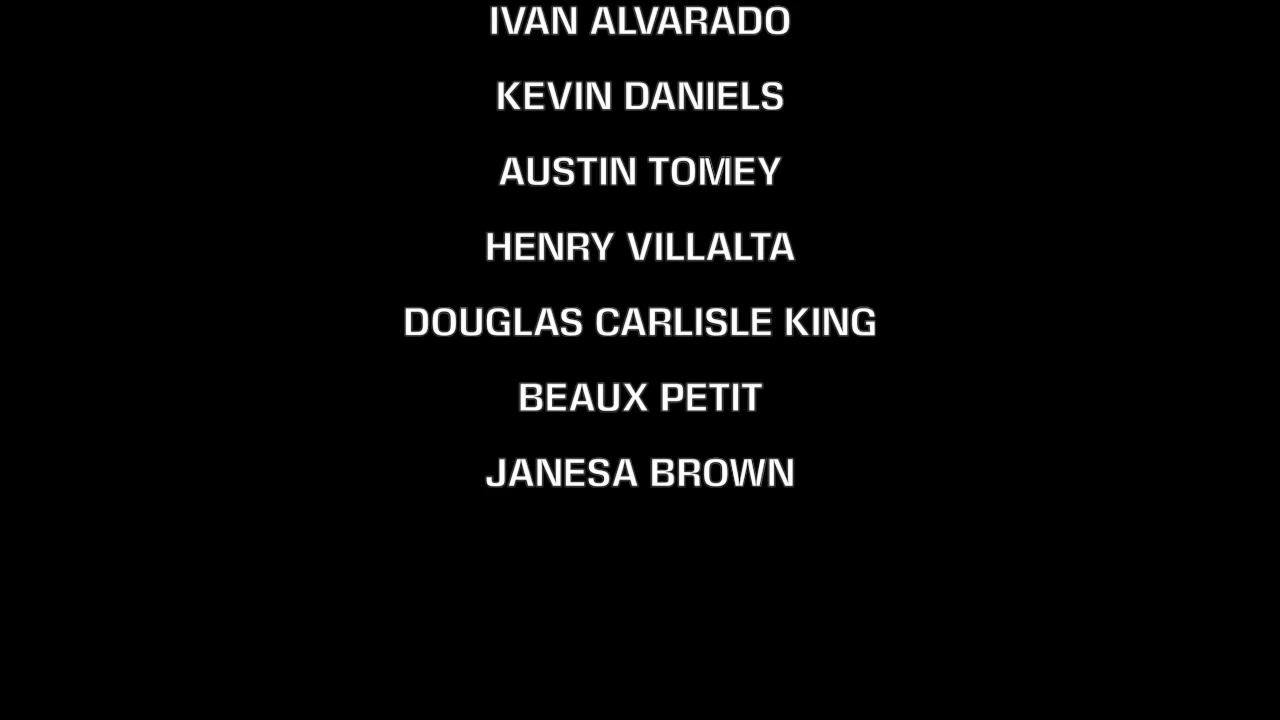 IVAN ALVARADO
KEVIN DANIELS
AUSTIN TOMEY
HENRY VILLALTA
DOUGLAS CARLISLE KING
BEAUX PETIT
JANESA BROWN